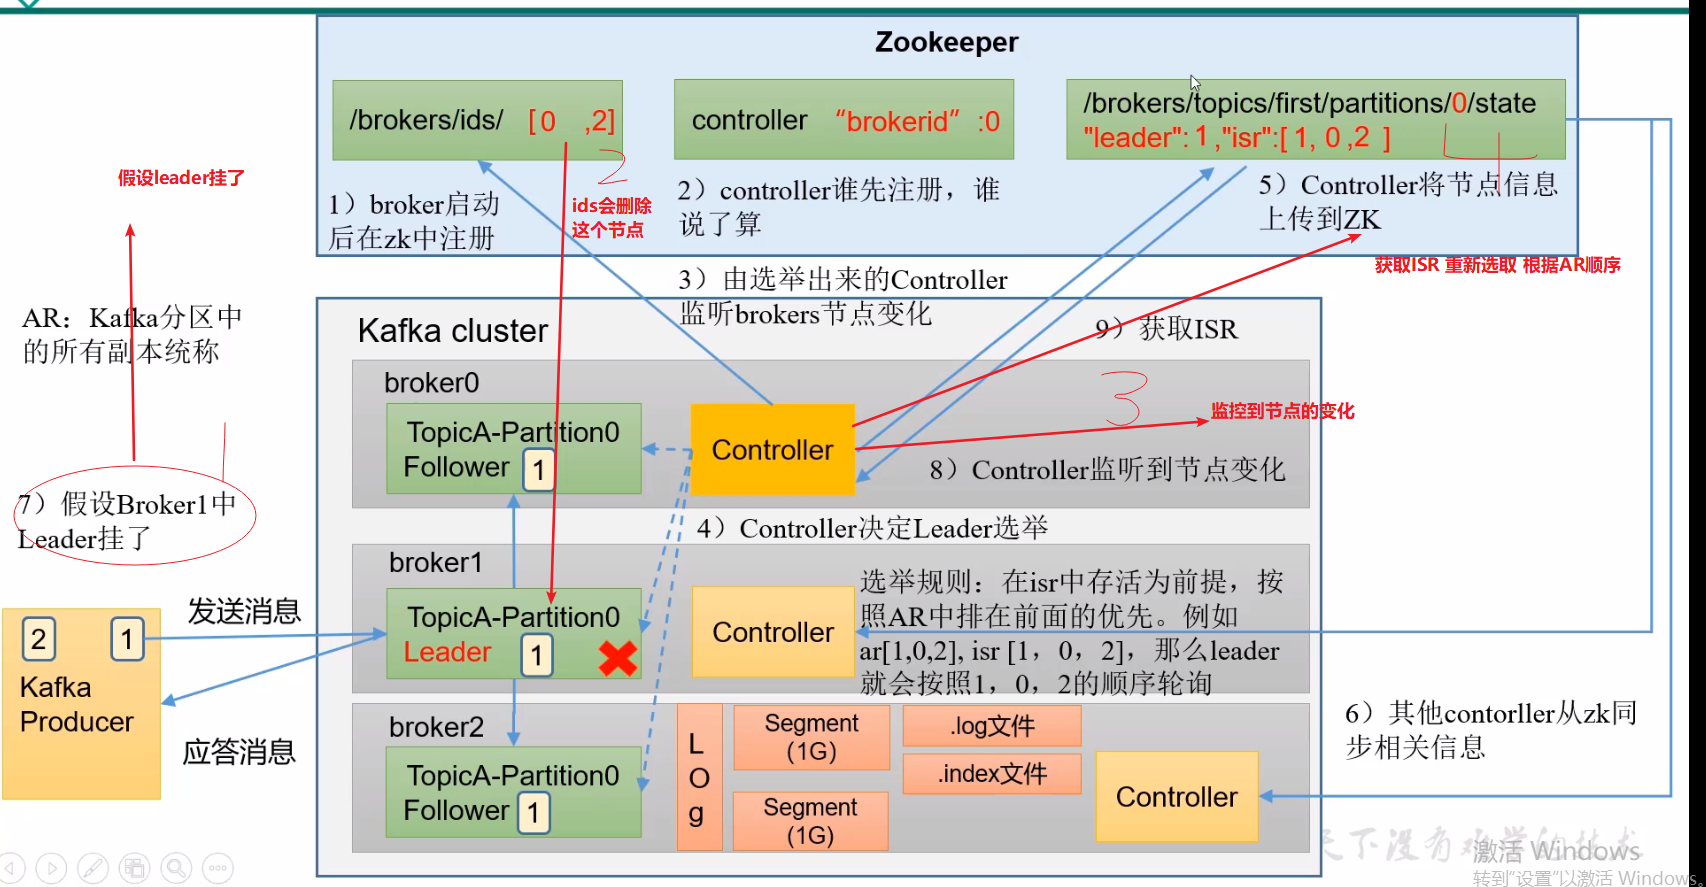 Zookeeper
/brokers/ids/ [0 ,2]
controller “brokerid” :0
/brokers/topics/first/partitions/0/state
"leader":1 ,"isr":[ 1, 0 ,2 ]
2
1）broker启动
后在zk中注册
ids会删除
这个节点
2）controller谁先注册，谁
说了算
5）Controller将节点信息
上传到ZK
假设leader挂了
获取ISR 重新选取 根据AR顺序
3）由选举出来的Controller
监听brokers节点变化
AR：Kafka分区中
的所有副本统称
Kafka cluster
9）获取ISR
broker0
TopicA-Partition0
Follower 1
Controller
3
监控到节点的变化
8）Controller监听到节点变化
7）假设Broker1中
Leader挂了
4）Controller决定Leader选举
broker1
TopicA-Partition0
Leader 1
Controller
选举规则：在isr中存活为前提，按
照AR中排在前面的优先。例如
ar[1,0,2], isr [1，0，2]，那么leader
就会按照1，0，2的顺序轮询
发送消息
2 1
Kafka
Producer
应答消息
broker2
TopicA-Partition0
Follower 1
LOg
Segment
(1G)
Segment
(1G)
.log文件
.index文件
Controller
6）其他contorller从zk同
步相关信息
天下没有难学的技术
激活 Windows
转到“设置”以激活 Windows。